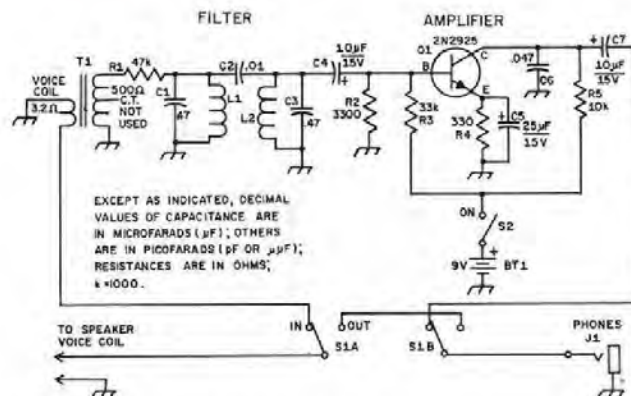 FILTER
AMPLIFIER
T1
R1
47k
VOICE
COIL
3.2Ω
500Ω
C.T.
NOT
USED
C1
.47
L1
C2
.01
L2
C3
.47
C4
10µF
15V
+
R2
3300
Q1
2N2925
B
C
E
33k
R3
330
R4
+
C5
25µF
15V
.047
C6
R5
10k
+
C7
10µF
15V
EXCEPT AS INDICATED, DECIMAL
VALUES OF CAPACITANCE ARE
IN MICROFARADS (µF); OTHERS
ARE IN PICOFARADS (pF OR µµF);
RESISTANCES ARE IN OHMS;
k=1000.
ON
S2
+
9V
BT1
IN
OUT
S1A
S1B
TO SPEAKER
VOICE COIL
PHONES
J1